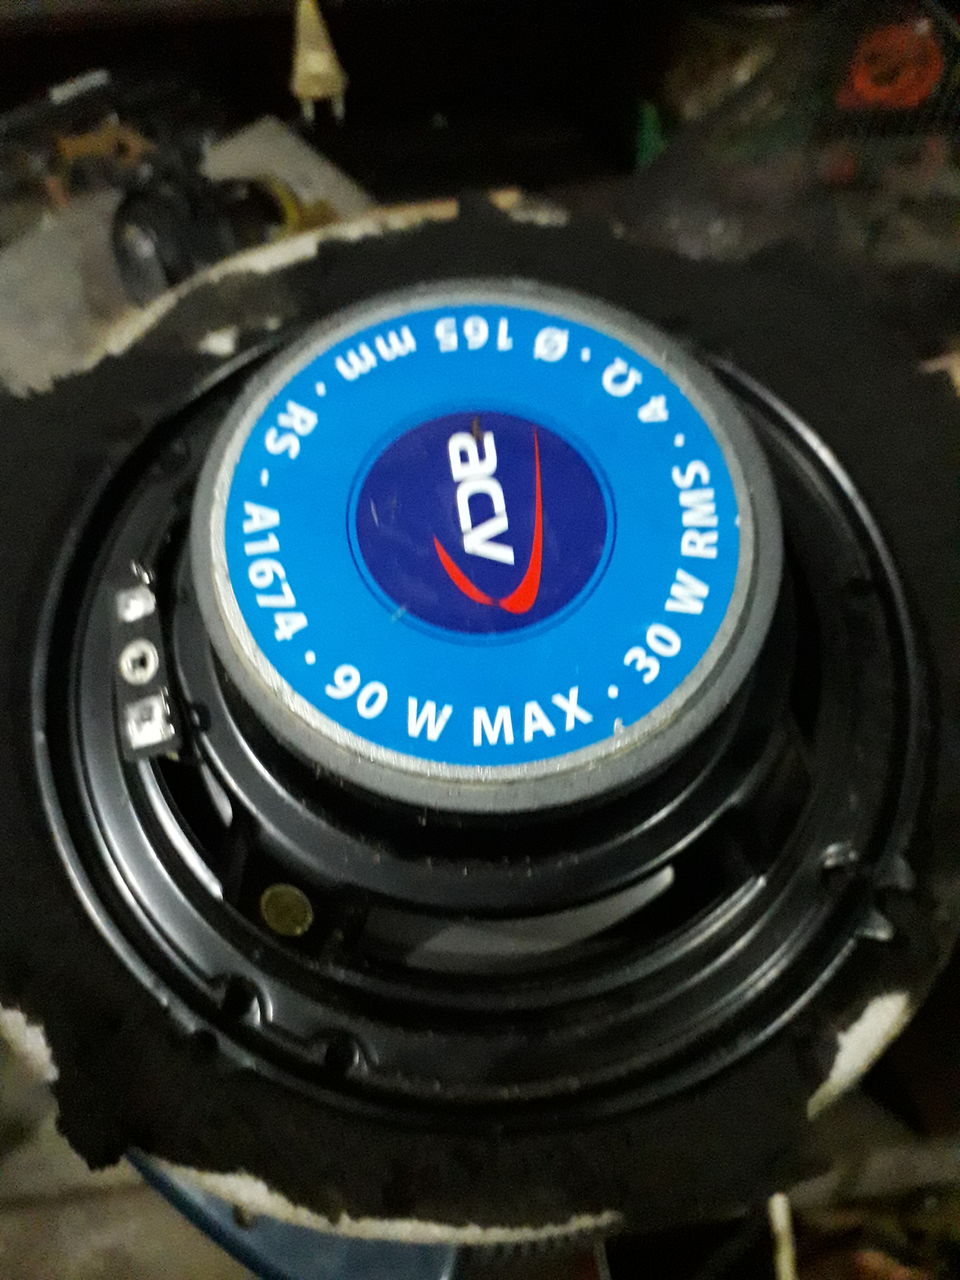 acv
RS - A1674 · 90 W MAX · 30 W RMS · 4 Ω · Ø 165 mm ·